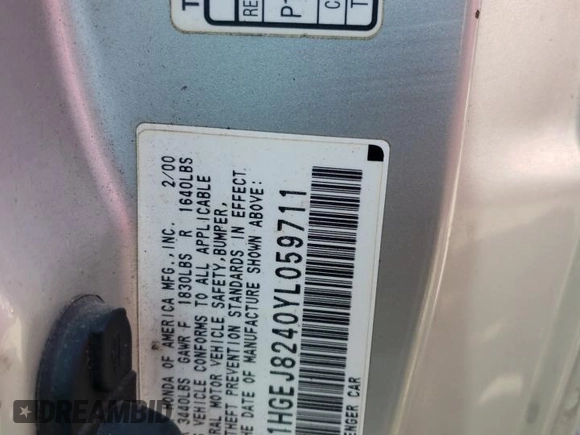 ONDA OF AMERICA MFG., INC. 2/00
3440LBS GAWR F 1830LBS R 1640LBS
VEHICLE CONFORMS TO ALL APPLICABLE
RAL MOTOR VEHICLE SAFETY, BUMPER,
THEFT PREVENTION STANDARDS IN EFFECT
THE DATE OF MANUFACTURE SHOWN ABOVE:
1HGEJ8240YL059711
ENGER CAR
DREAMBID